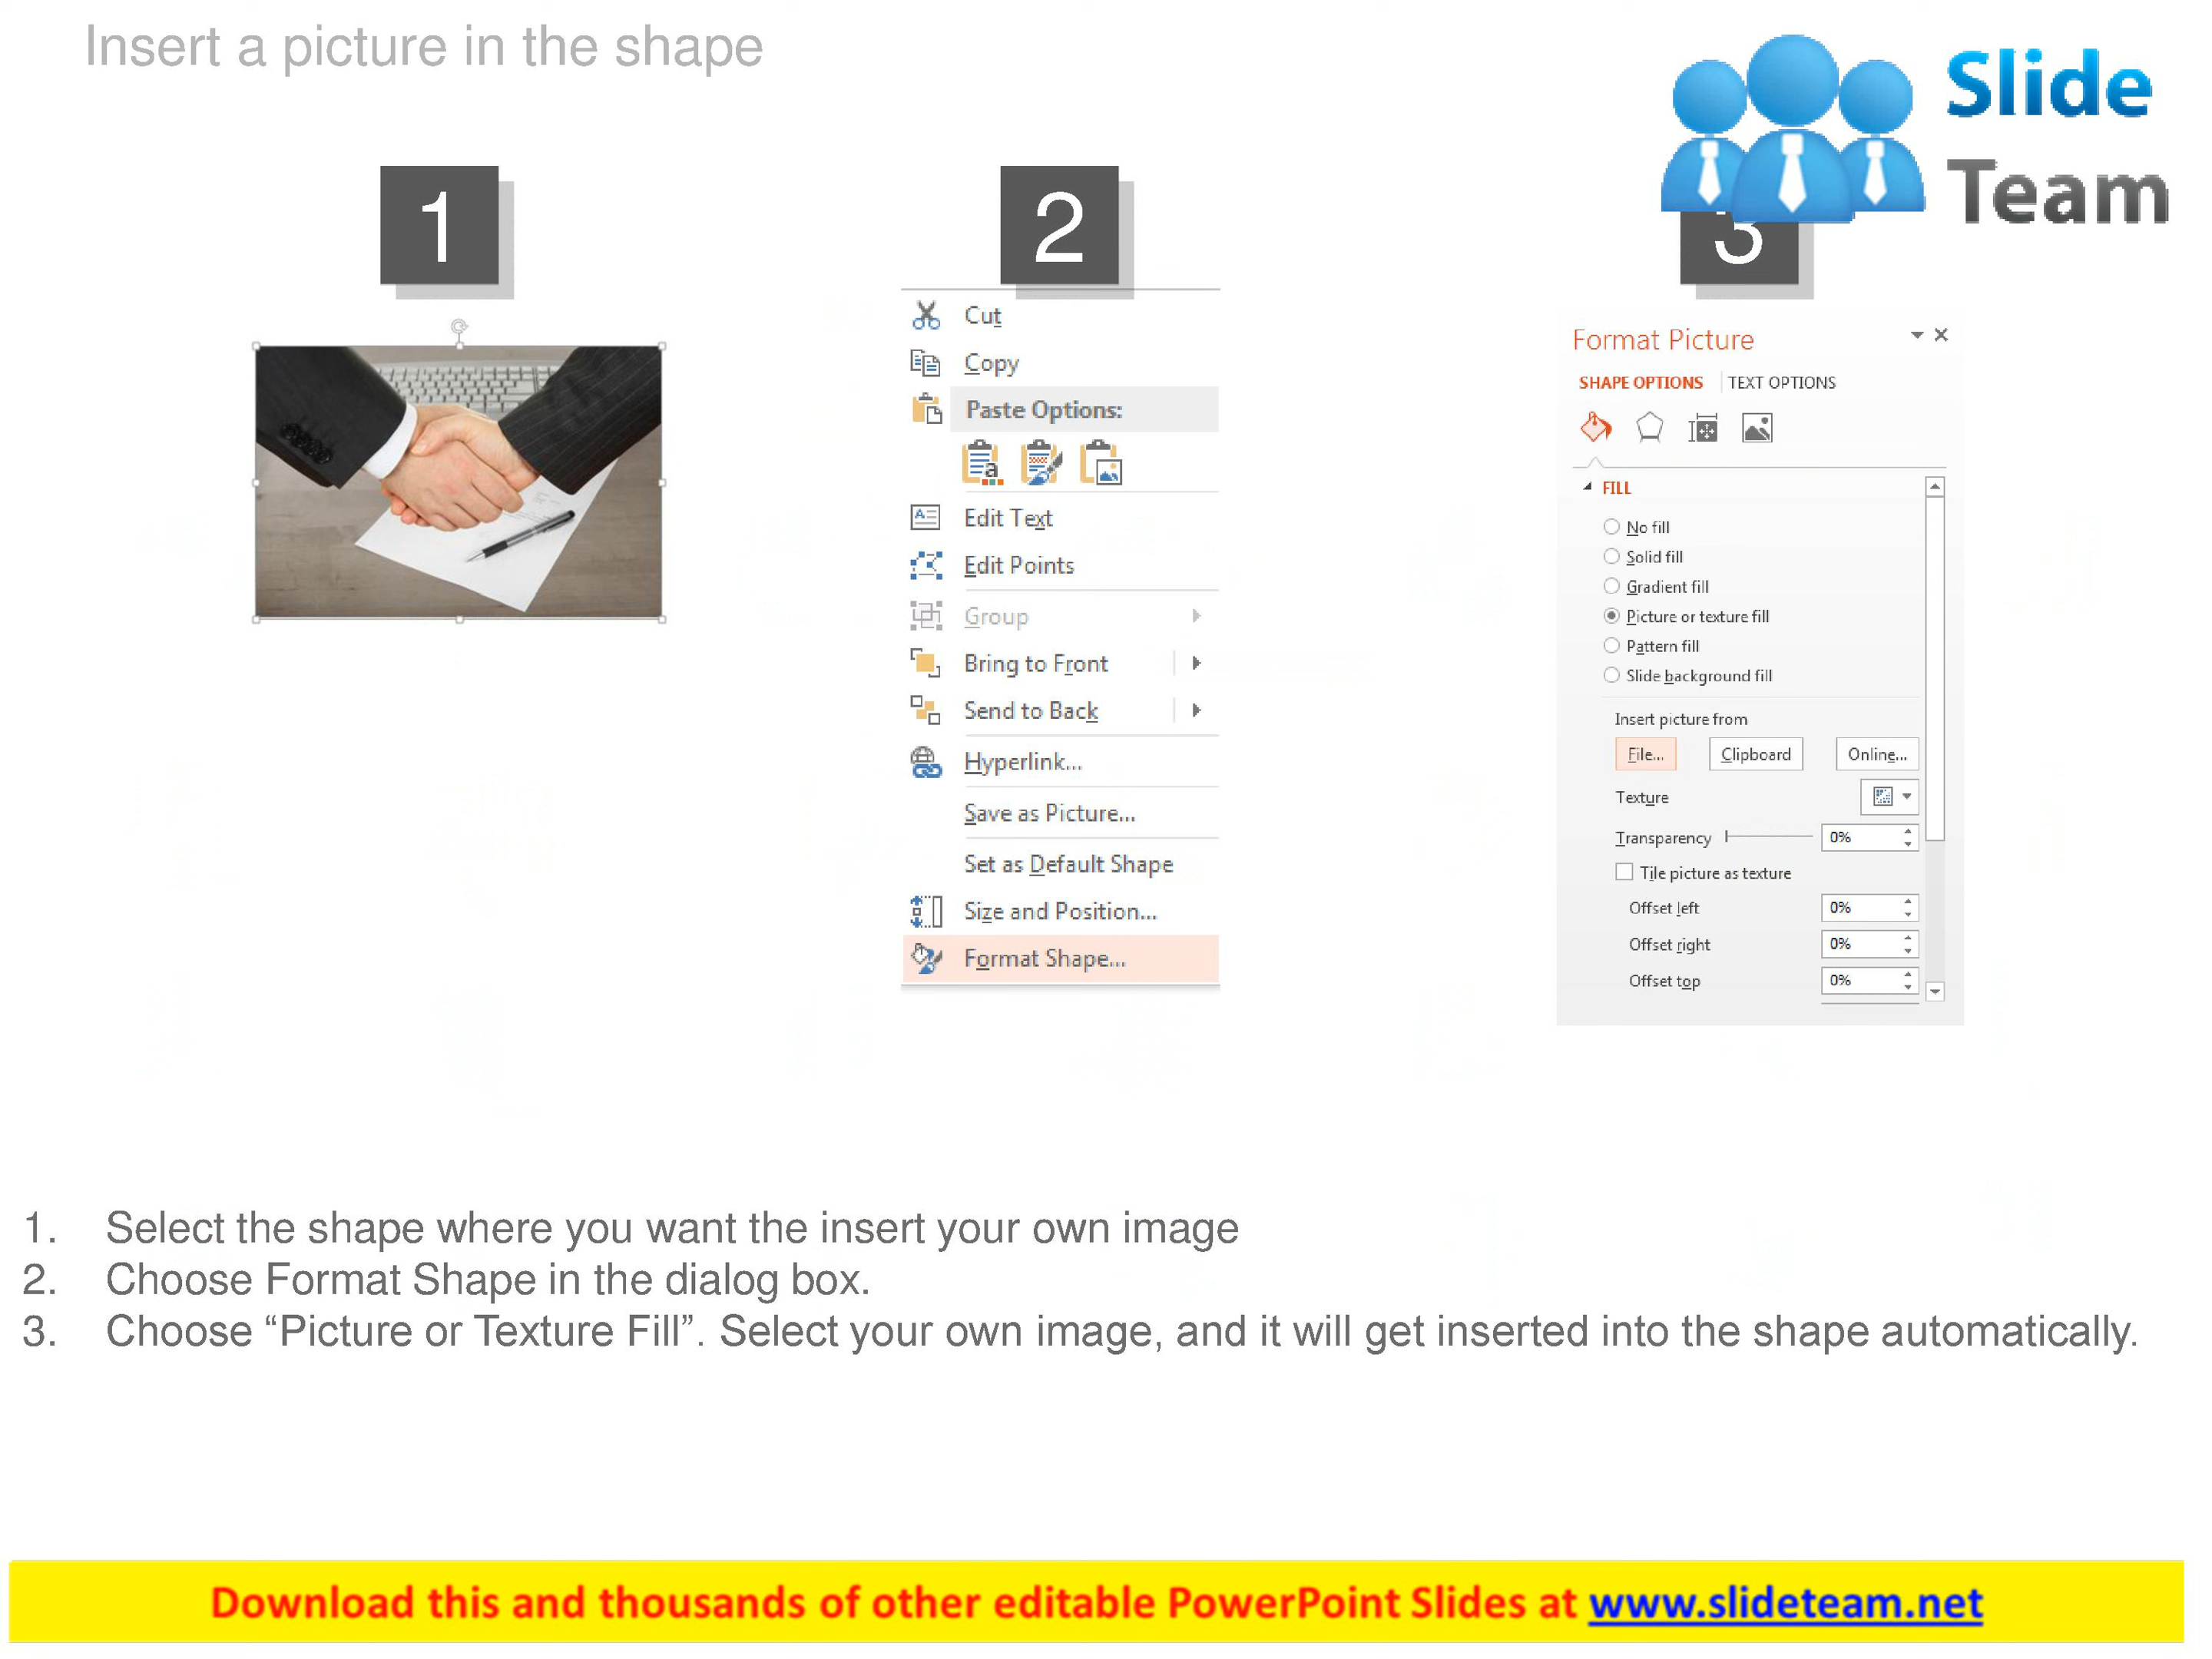 Insert a picture in the shape
Slide
Team
1
2
3
Cut
Copy
Paste Options:
Edit Text
Edit Points
Group
Bring to Front
Send to Back
Hyperlink...
Save as Picture...
Set as Default Shape
Size and Position...
Format Shape...
Format Picture
SHAPE OPTIONS TEXT OPTIONS
FILL
No fill
Solid fill
Gradient fill
Picture or texture fill
Pattern fill
Slide background fill
Insert picture from
File... Clipboard Online...
Texture
Transparency 0%
Tile picture as texture
Offset left 0%
Offset right 0%
Offset top 0%
1. Select the shape where you want the insert your own image
2. Choose Format Shape in the dialog box.
3. Choose “Picture or Texture Fill”. Select your own image, and it will get inserted into the shape automatically.
Download this and thousands of other editable PowerPoint Slides at www.slideteam.net